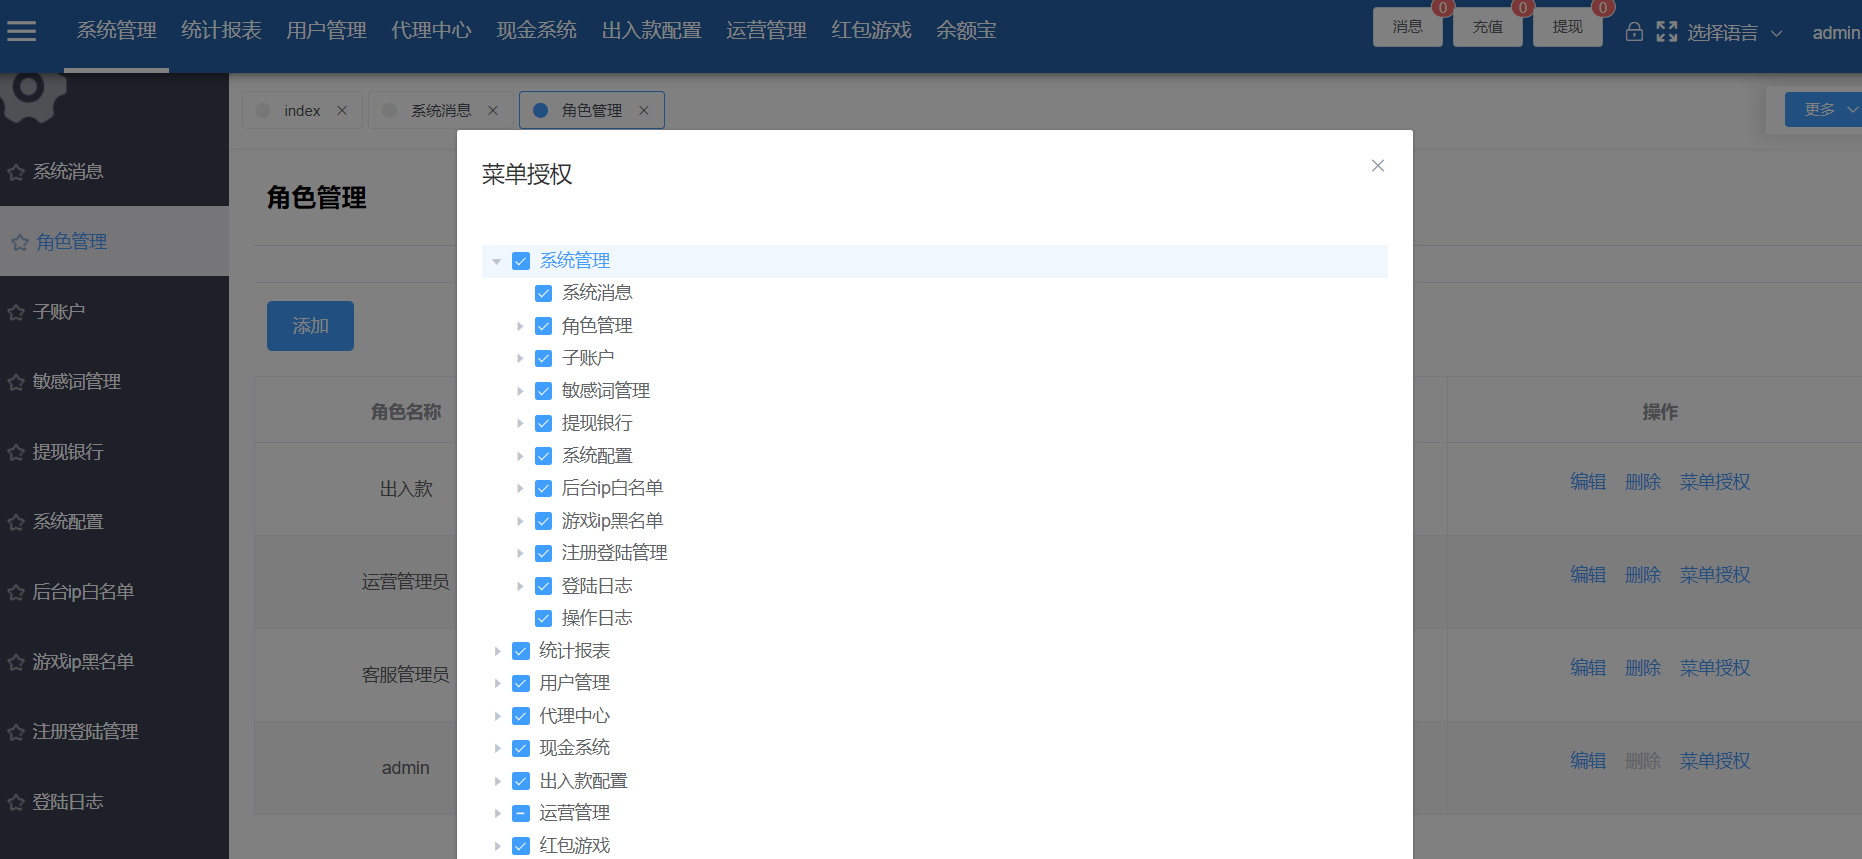 系统管理 统计报表 用户管理 代理中心 现金系统 出入款配置 运营管理 红包游戏 余额宝 消息 0 充值 0 提现 0 选择语言 admin
index 系统消息 角色管理 更多
系统消息
角色管理
子账户
敏感词管理
提现银行
系统配置
后台ip白名单
游戏ip黑名单
注册登陆管理
登陆日志
角色管理
添加
角色名称 操作
出入款 编辑 删除 菜单授权
运营管理员 编辑 删除 菜单授权
客服管理员 编辑 删除 菜单授权
admin 编辑 删除 菜单授权
菜单授权
系统管理
系统消息
角色管理
子账户
敏感词管理
提现银行
系统配置
后台ip白名单
游戏ip黑名单
注册登陆管理
登陆日志
操作日志
统计报表
用户管理
代理中心
现金系统
出入款配置
运营管理
红包游戏